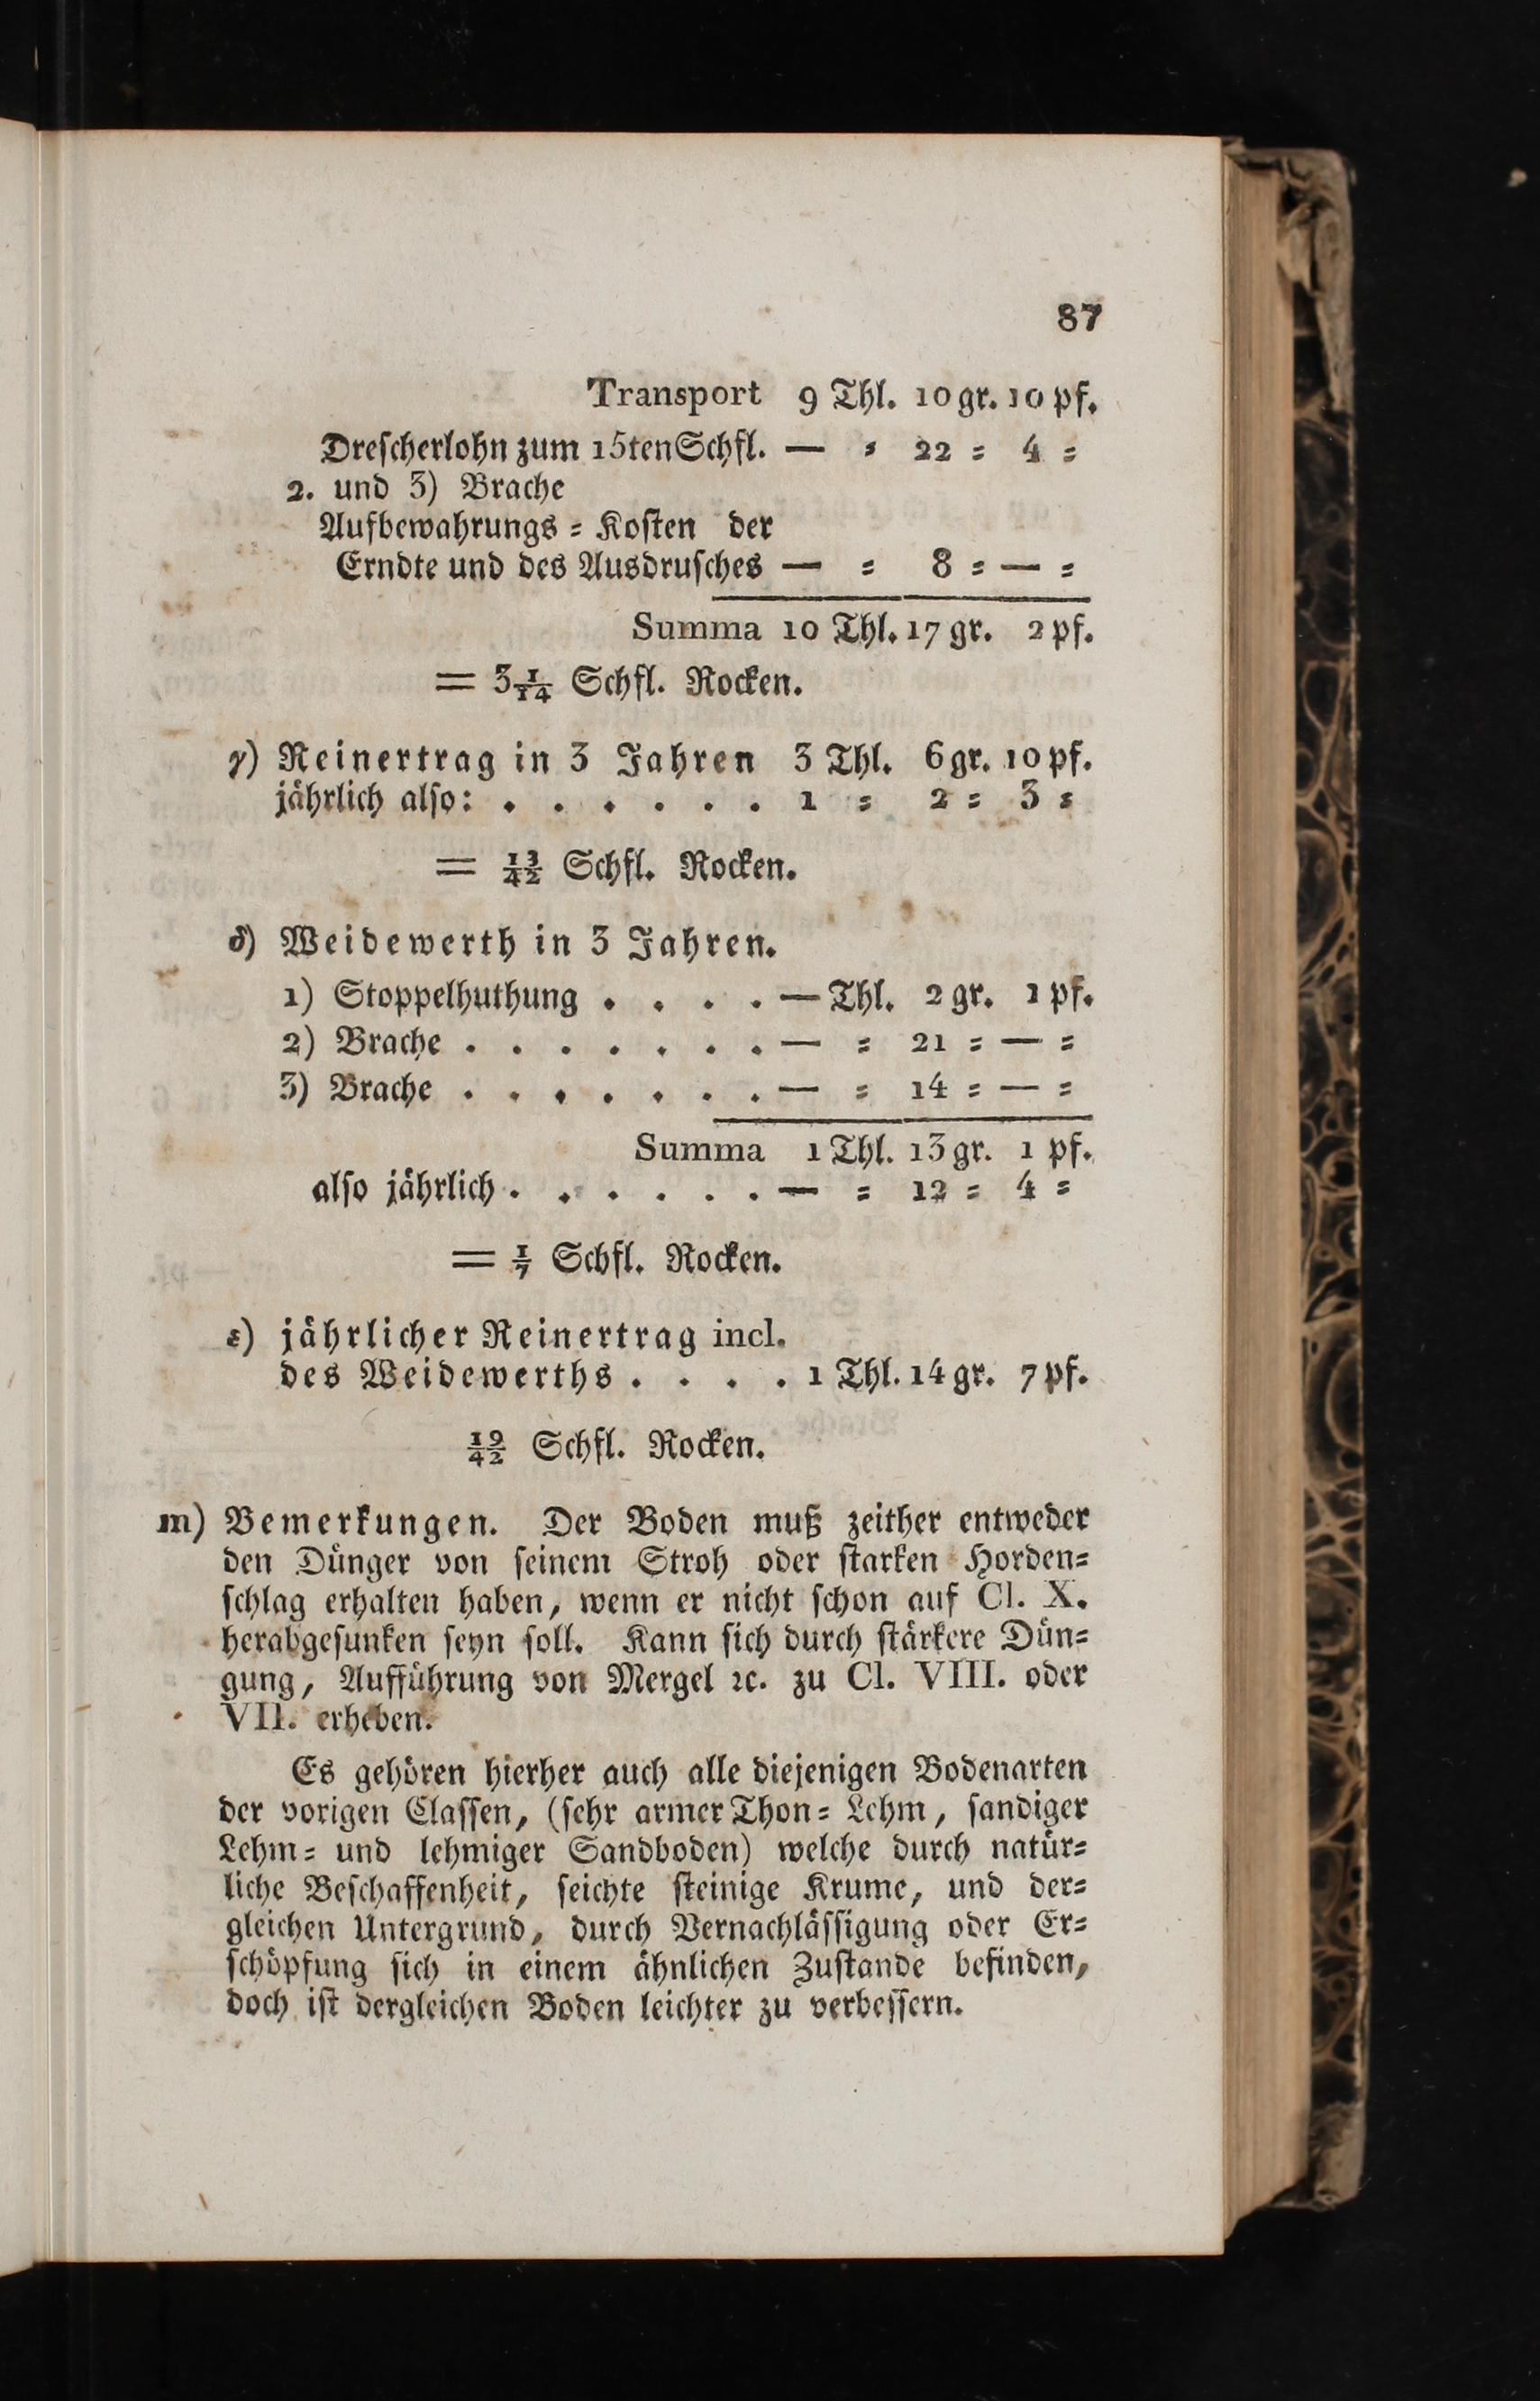 87
Transport 9 Thl. 10 gr. 10 pf.
Dreſcherlohn zum 15ten Schfl. — = 22 = 4 =
2. und 3) Brache
Aufbewahrungs = Koſten der
Erndte und des Ausdruſches — = 8 = — =
Summa 10 Thl. 17 gr. 2 pf.
= 3 1/14 Schfl. Rocken.
γ) Reinertrag in 3 Jahren 3 Thl. 6 gr. 10 pf.
jährlich alſo: . . . . . . 1 = 2 = 3 =
= 13/42 Schfl. Rocken.
δ) Weidewerth in 3 Jahren.
1) Stoppelhuthung . . . . — Thl. 2 gr. 1 pf.
2) Brache . . . . . . . — = 21 = — =
3) Brache . . . . . . . — = 14 = — =
Summa 1 Thl. 13 gr. 1 pf.
alſo jährlich . . . . . . — = 12 = 4 =
= 1/7 Schfl. Rocken.
ε) jährlicher Reinertrag incl.
des Weidewerths . . . . 1 Thl. 14 gr. 7 pf.
19/42 Schfl. Rocken.
m) Bemerkungen. Der Boden muß zeither entweder
den Dünger von ſeinem Stroh oder ſtarken Horden=
ſchlag erhalten haben, wenn er nicht ſchon auf Cl. X.
herabgeſunken ſeyn ſoll. Kann ſich durch ſtärkere Dün=
gung, Aufführung von Mergel ꝛc. zu Cl. VIII. oder
VII. erheben.
Es gehören hierher auch alle diejenigen Bodenarten
der vorigen Claſſen, (ſehr armer Thon= Lehm, ſandiger
Lehm= und lehmiger Sandboden) welche durch natür=
liche Beſchaffenheit, ſeichte ſteinige Krume, und der=
gleichen Untergrund, durch Vernachläſſigung oder Er=
ſchöpfung ſich in einem ähnlichen Zuſtande befinden,
doch iſt dergleichen Boden leichter zu verbeſſern.